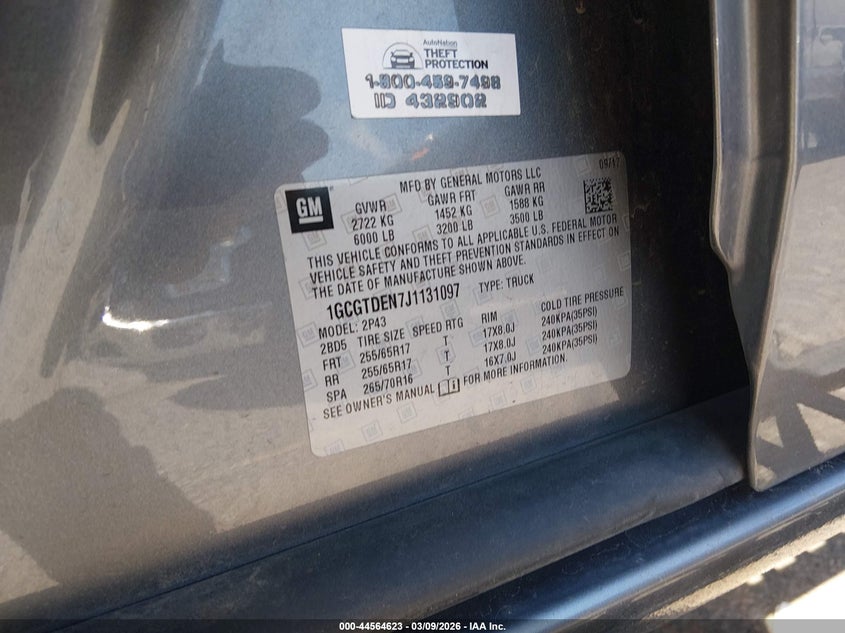 AutoNation
THEFT
PROTECTION
1-800-459-7498
ID 432902
09/17
GM
MFD BY GENERAL MOTORS LLC
GVWR GAWR FRT GAWR RR
2722 KG 1452 KG 1588 KG
6000 LB 3200 LB 3500 LB
THIS VEHICLE CONFORMS TO ALL APPLICABLE U.S. FEDERAL MOTOR
VEHICLE SAFETY AND THEFT PREVENTION STANDARDS IN EFFECT ON
THE DATE OF MANUFACTURE SHOWN ABOVE.
1GCGTDEN7J1131097 TYPE: TRUCK
MODEL: 2P43
2BD5 TIRE SIZE SPEED RTG RIM COLD TIRE PRESSURE
FRT 255/65R17 T 17X8.0J 240KPA(35PSI)
RR 255/65R17 T 17X8.0J 240KPA(35PSI)
SPA 265/70R16 T 16X7.0J 240KPA(35PSI)
SEE OWNER'S MANUAL FOR MORE INFORMATION.
000-44564623 - 03/09/2026 - IAA Inc.